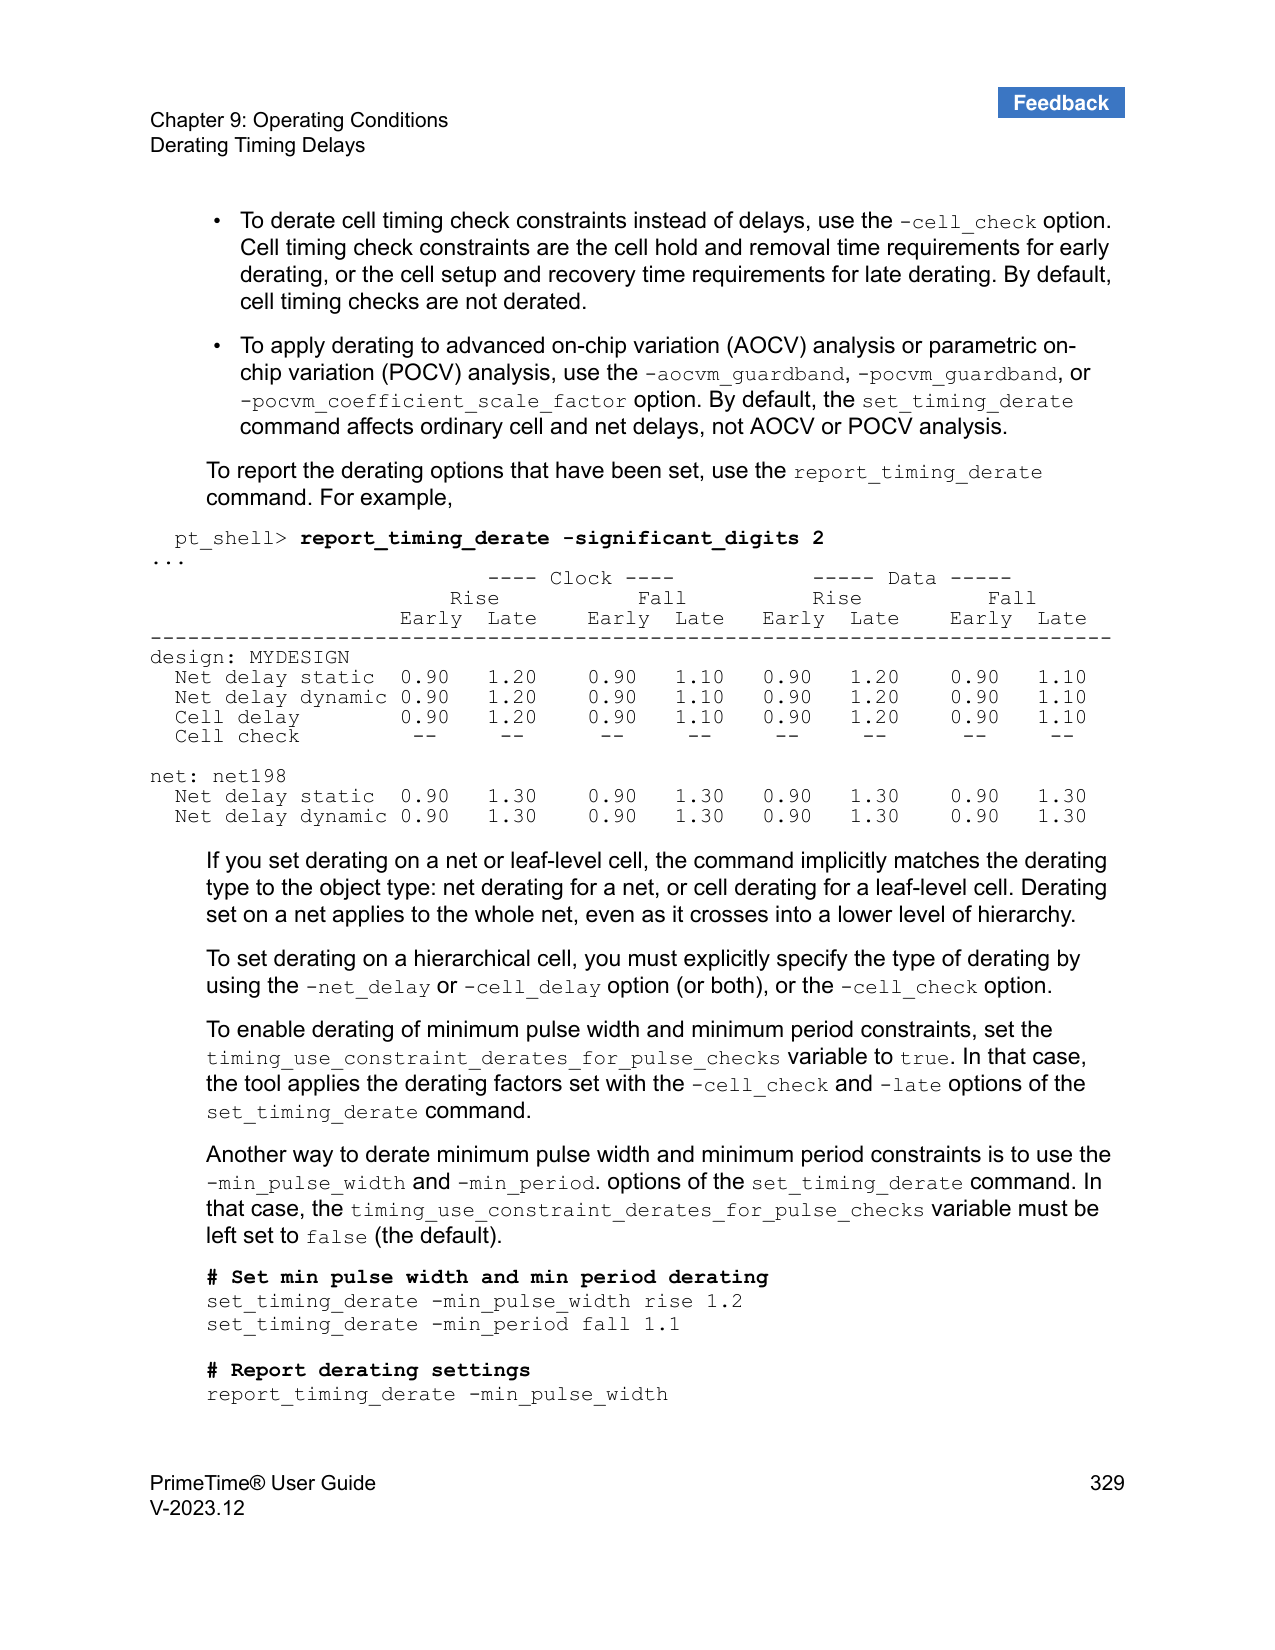 Feedback
Chapter 9: Operating Conditions
Derating Timing Delays
• To derate cell timing check constraints instead of delays, use the -cell_check option.
Cell timing check constraints are the cell hold and removal time requirements for early
derating, or the cell setup and recovery time requirements for late derating. By default,
cell timing checks are not derated.
• To apply derating to advanced on-chip variation (AOCV) analysis or parametric on-
chip variation (POCV) analysis, use the -aocvm_guardband, -pocvm_guardband, or
-pocvm_coefficient_scale_factor option. By default, the set_timing_derate
command affects ordinary cell and net delays, not AOCV or POCV analysis.
To report the derating options that have been set, use the report_timing_derate
command. For example,
  pt_shell> report_timing_derate -significant_digits 2
...
                           ---- Clock ----           ----- Data -----
                        Rise           Fall          Rise          Fall
                    Early  Late    Early  Late   Early  Late    Early  Late
-----------------------------------------------------------------------------
design: MYDESIGN
  Net delay static  0.90   1.20    0.90   1.10   0.90   1.20    0.90   1.10
  Net delay dynamic 0.90   1.20    0.90   1.10   0.90   1.20    0.90   1.10
  Cell delay        0.90   1.20    0.90   1.10   0.90   1.20    0.90   1.10
  Cell check         --     --      --     --     --     --      --     --
net: net198
  Net delay static  0.90   1.30    0.90   1.30   0.90   1.30    0.90   1.30
  Net delay dynamic 0.90   1.30    0.90   1.30   0.90   1.30    0.90   1.30
If you set derating on a net or leaf-level cell, the command implicitly matches the derating
type to the object type: net derating for a net, or cell derating for a leaf-level cell. Derating
set on a net applies to the whole net, even as it crosses into a lower level of hierarchy.
To set derating on a hierarchical cell, you must explicitly specify the type of derating by
using the -net_delay or -cell_delay option (or both), or the -cell_check option.
To enable derating of minimum pulse width and minimum period constraints, set the
timing_use_constraint_derates_for_pulse_checks variable to true. In that case,
the tool applies the derating factors set with the -cell_check and -late options of the
set_timing_derate command.
Another way to derate minimum pulse width and minimum period constraints is to use the
-min_pulse_width and -min_period. options of the set_timing_derate command. In
that case, the timing_use_constraint_derates_for_pulse_checks variable must be
left set to false (the default).
# Set min pulse width and min period derating
set_timing_derate -min_pulse_width rise 1.2
set_timing_derate -min_period fall 1.1
# Report derating settings
report_timing_derate -min_pulse_width
PrimeTime® User Guide 329
V-2023.12